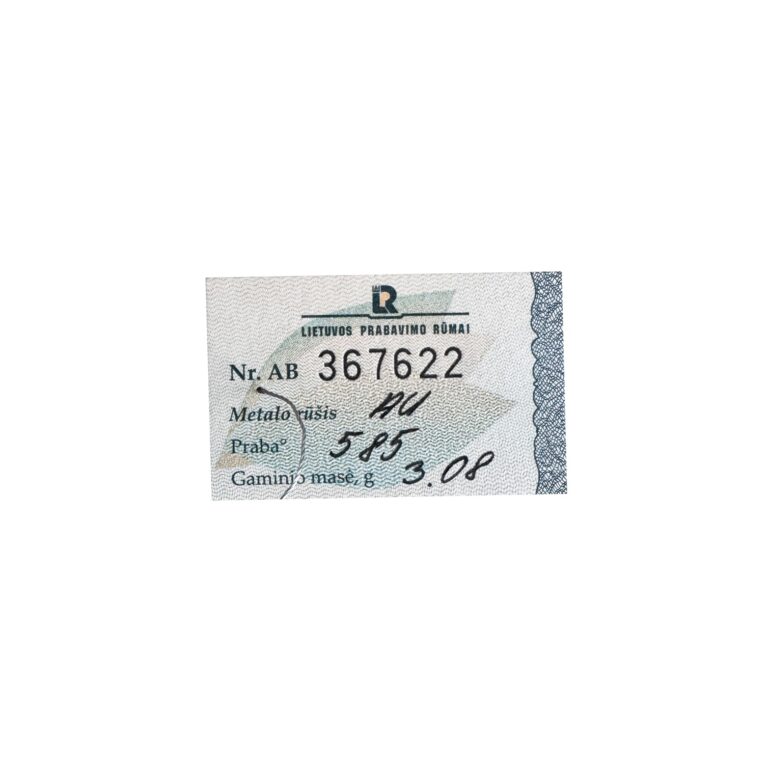 LR
LIETUVOS PRABAVIMO RŪMAI
Nr. AB 367622
Metalo rūšis AU
Praba° 585
Gaminio masė, g 3.08